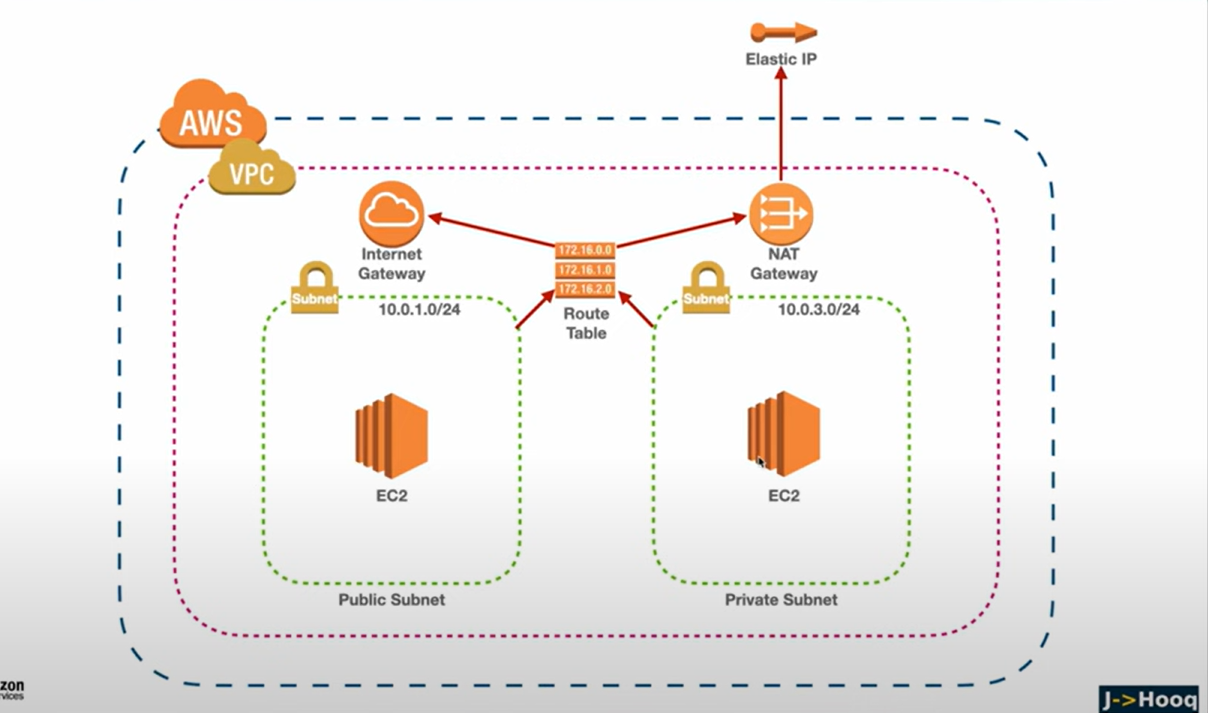 Elastic IP
AWS
VPC
Internet
Gateway
172.16.0.0
172.16.1.0
172.16.2.0
Route
Table
NAT
Gateway
Subnet
10.0.1.0/24
Subnet
10.0.3.0/24
EC2
EC2
Public Subnet
Private Subnet
zon
rvices
J->Hooq